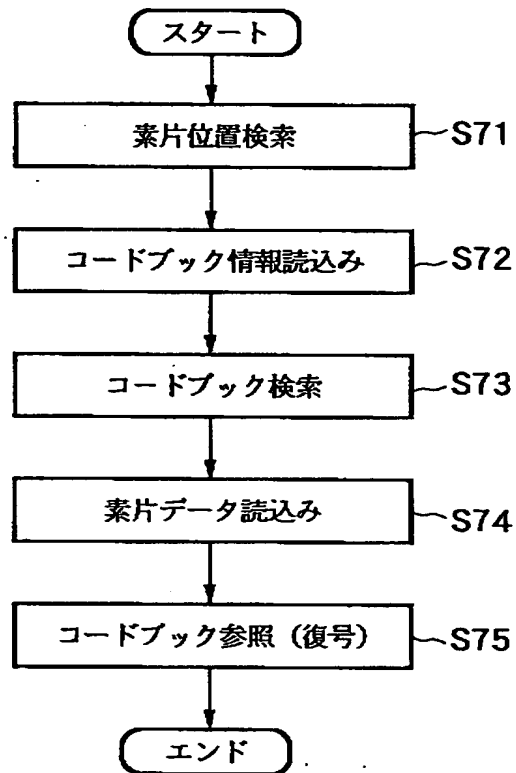 スタート
素片位置検索 S71
コードブック情報読込み S72
コードブック検索 S73
素片データ読込み S74
コードブック参照（復号） S75
エンド